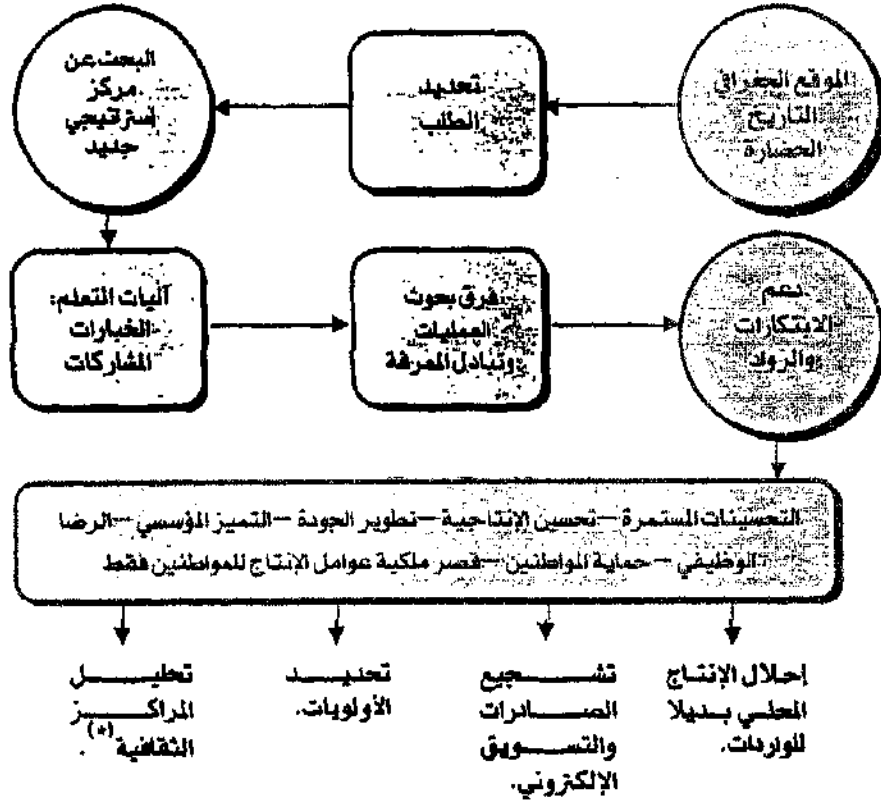 الموقع الجغرافي
التاريخ
الحضارة
تحديد
الطلب
البحث عن
مركز
إستراتيجي
جديد
آليات التعلم:
الخيارات
المشاركات
فرق بحوث
العمليات
وتبادل المعرفة
دعم
الابتكارات
والرواد
التحسينات المستمرة – تحسين الإنتاجية – تطوير الجودة – التميز المؤسسي – الرضا
الوظيفي – حماية المواطنين – قصر ملكية عوامل الإنتاج للمواطنين فقط
إحلال الإنتاج
المحلي بديلا
للواردات.
تشجيع
الصادرات
والتسويق
الإلكتروني.
تحديد
الأولويات.
تحليل
المراكز
الثقافية(*).